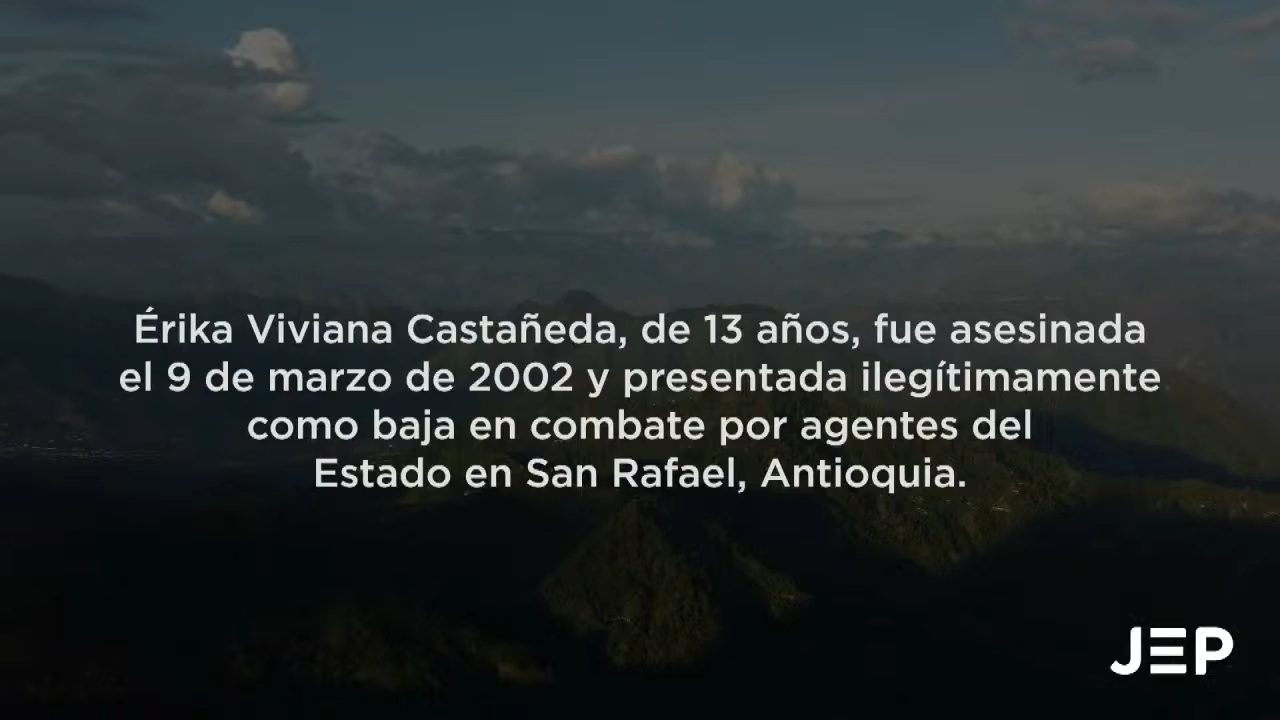 Érika Viviana Castañeda, de 13 años, fue asesinada
el 9 de marzo de 2002 y presentada ilegítimamente
como baja en combate por agentes del
Estado en San Rafael, Antioquia.
JEP